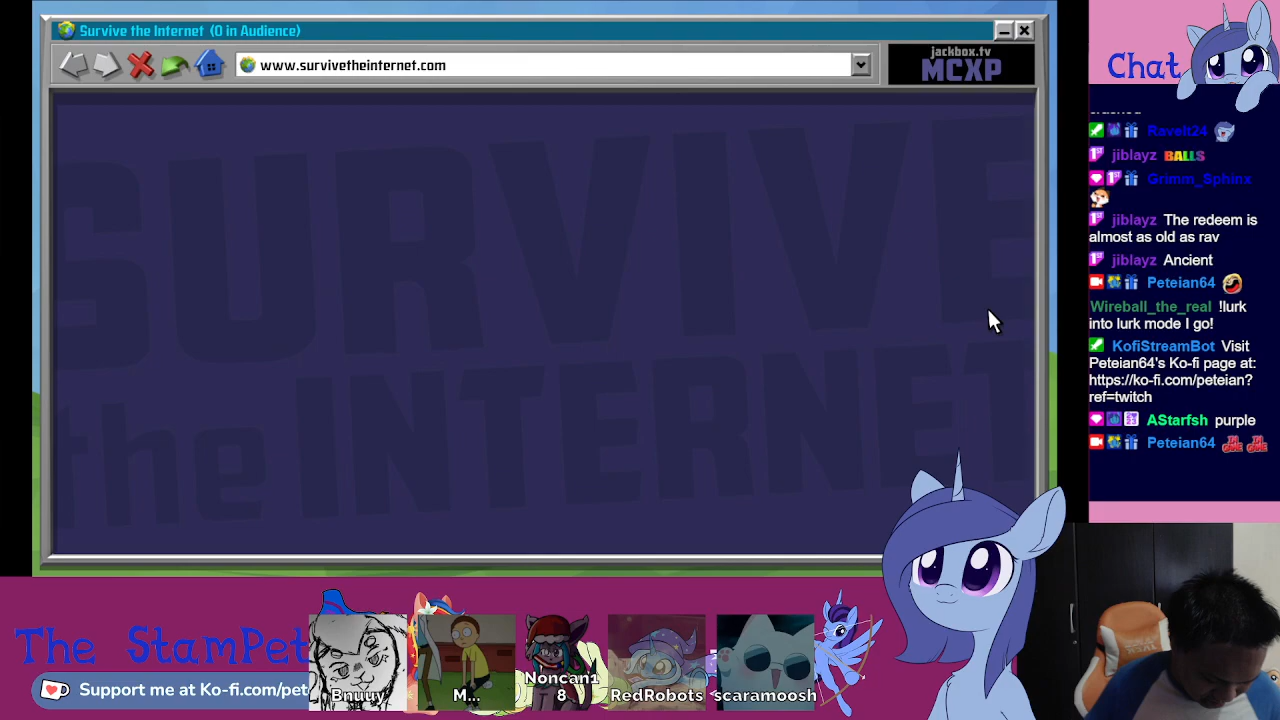 Survive the Internet (0 in Audience)
www.survivetheinternet.com
jackbox.tv
MCXP
SURVIVE
the INTERNET
Chat
RaveIt24
jiblayz BALLS
Grimm_Sphinx
jiblayz The redeem is
almost as old as rav
jiblayz Ancient
Peteian64
Wireball_the_real !lurk
into lurk mode I go!
KofiStreamBot Visit
Peteian64's Ko-fi page at:
https://ko-fi.com/peteian?
ref=twitch
AStarfsh purple
Peteian64
The StamPet
Support me at Ko-fi.com/pet
Bnuuy
M...
Noncan1
8
RedRobots
scaramoosh